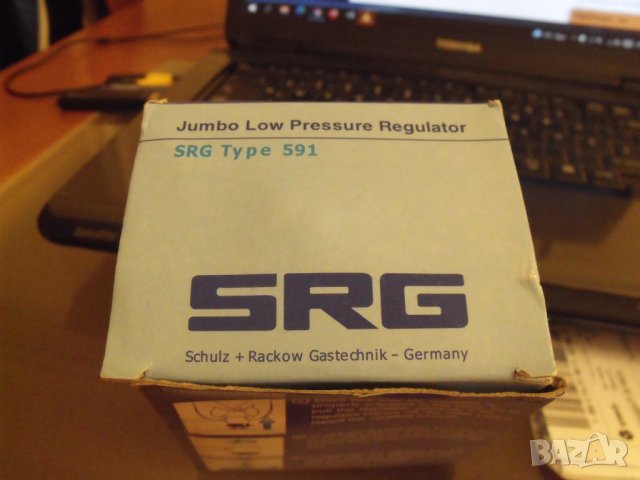 TOSHIBA
Jumbo Low Pressure Regulator
SRG Type 591
SRG
Schulz + Rackow Gastechnik - Germany
BAZAR